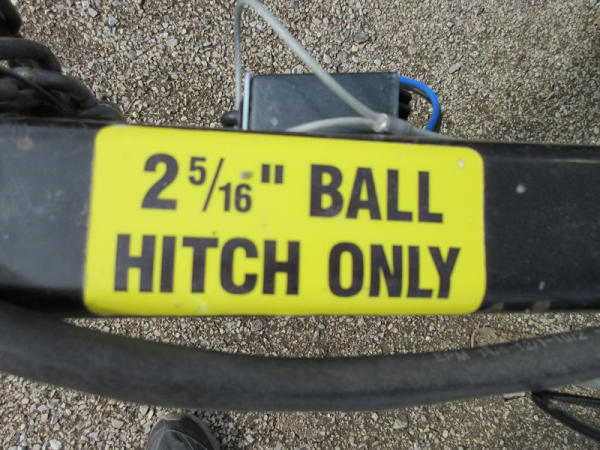 2 5/16" BALL
HITCH ONLY